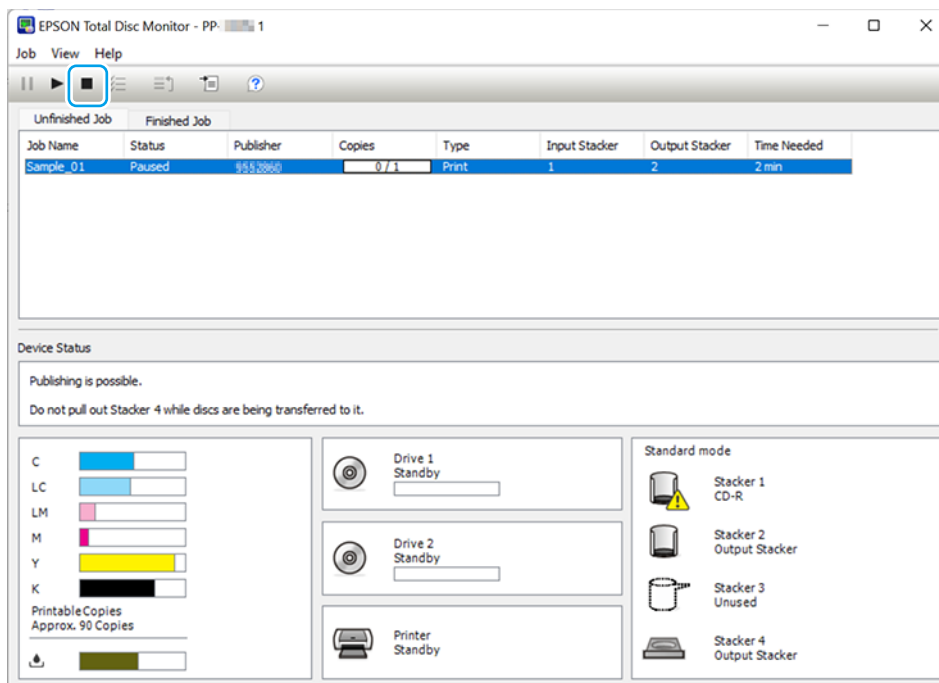 EPSON Total Disc Monitor - PP- 1
Job View Help
Unfinished Job Finished Job
Job Name Status Publisher Copies Type Input Stacker Output Stacker Time Needed
Sample_01 Paused 0 / 1 Print 1 2 2 min
Device Status
Publishing is possible.
Do not pull out Stacker 4 while discs are being transferred to it.
C
LC
LM
M
Y
K
Printable Copies
Approx. 90 Copies
Drive 1
Standby
Drive 2
Standby
Printer
Standby
Standard mode
Stacker 1
CD-R
Stacker 2
Output Stacker
Stacker 3
Unused
Stacker 4
Output Stacker